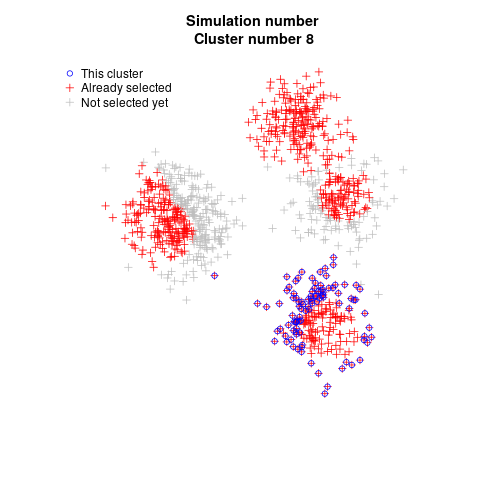 Simulation number
Cluster number 8
This cluster
Already selected
Not selected yet